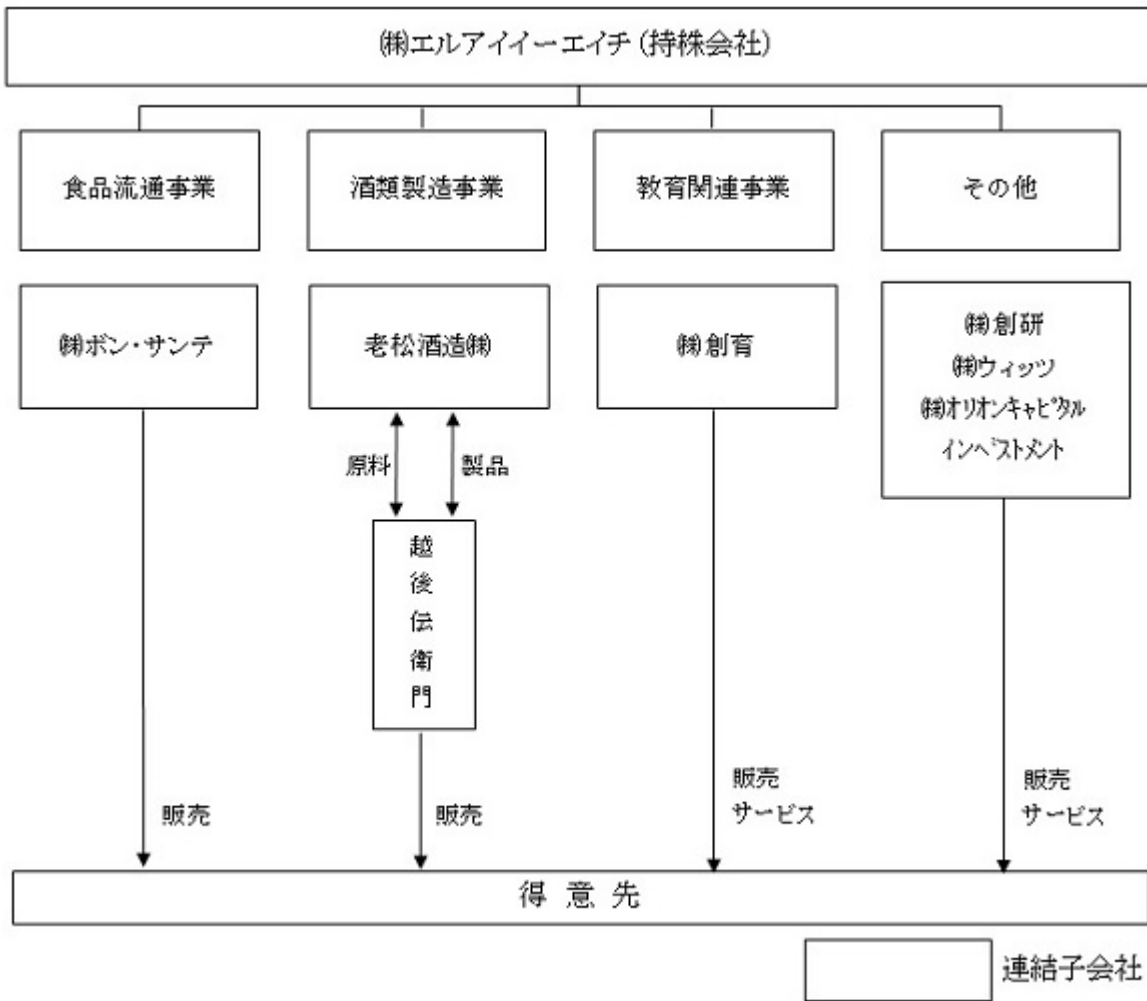 ㈱エルアイイーエイチ(持株会社)
食品流通事業
酒類製造事業
教育関連事業
その他
㈱ボン・サンテ
老松酒造㈱
㈱創育
㈱創研
㈱ウィッツ
㈱オリオンキャピタル
インベストメント
原料
製品
越後伝衛門
販売
販売
販売
サービス
販売
サービス
得意先
連結子会社